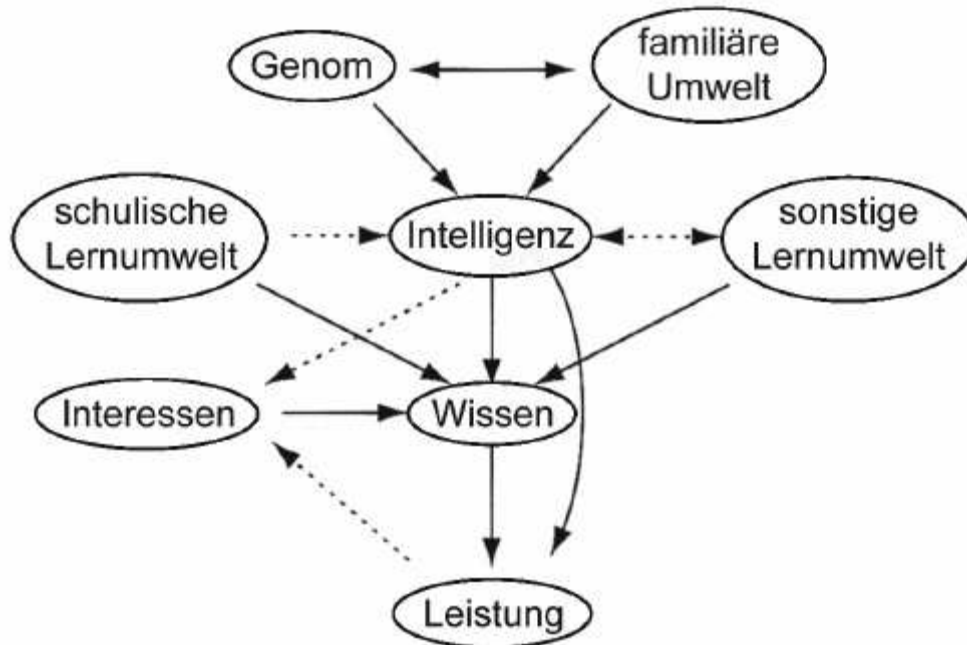 Genom
familiäre
Umwelt
schulische
Lernumwelt
Intelligenz
sonstige
Lernumwelt
Interessen
Wissen
Leistung